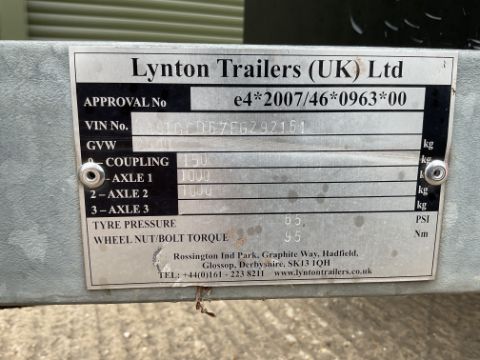 Lynton Trailers (UK) Ltd
APPROVAL No e4*2007/46*0963*00
VIN No.
GVW kg
0 – COUPLING 150 kg
1 – AXLE 1 1000 kg
2 – AXLE 2 1000 kg
3 – AXLE 3 kg
TYRE PRESSURE 65 PSI
WHEEL NUT/BOLT TORQUE 95 Nm
Rossington Ind Park, Graphite Way, Hadfield,
Glossop, Derbyshire, SK13 1QH
TEL: +44(0)161 - 223 8211 www.lyntontrailers.co.uk